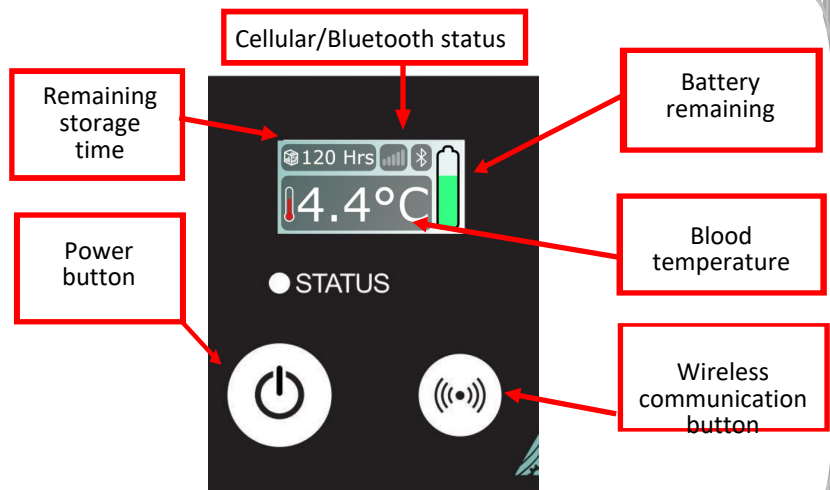 Cellular/Bluetooth status
Remaining
storage
time
Battery
remaining
120 Hrs
4.4°C
Power
button
Blood
temperature
STATUS
Wireless
communication
button